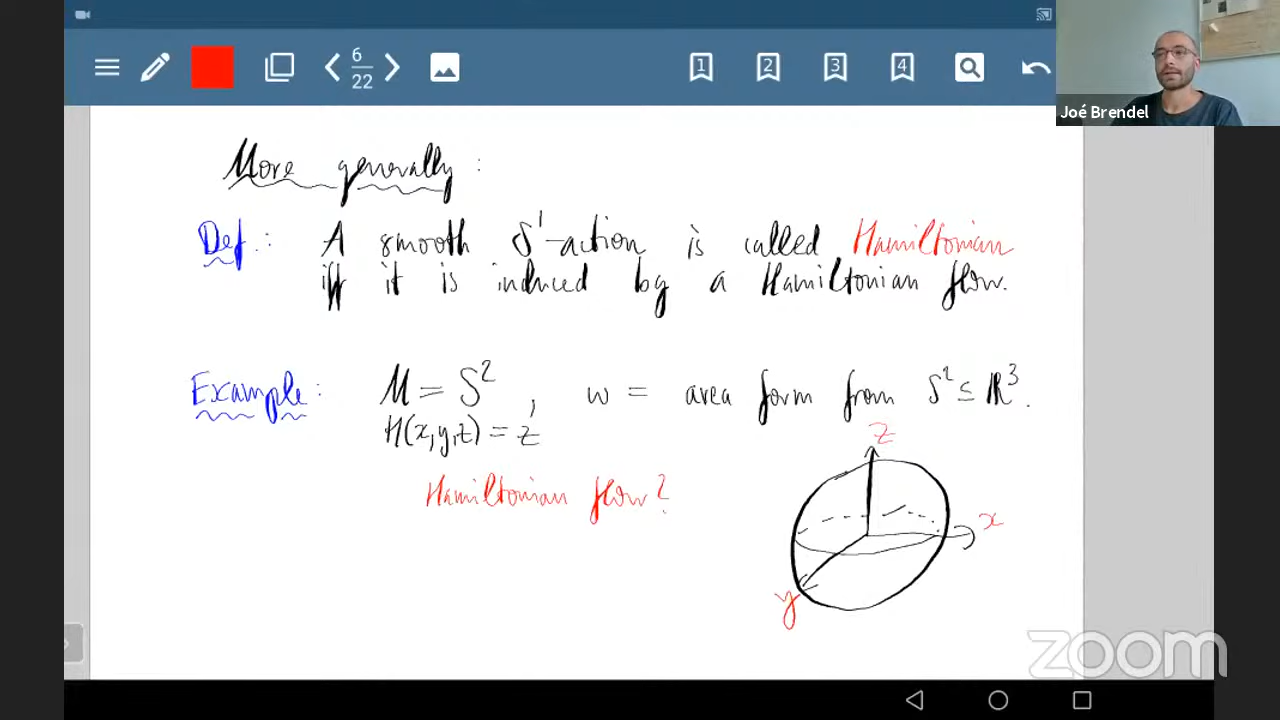 6
22
1 2 3 4
Joé Brendel
More generally:
Def.: A smooth S¹-action is called Hamiltonian
iff it is induced by a Hamiltonian flow.
Example: M = S², ω = area form from S² ⊆ ℝ³.
H(x,y,z) = z
Hamiltonian flow?
z
x
y
zoom